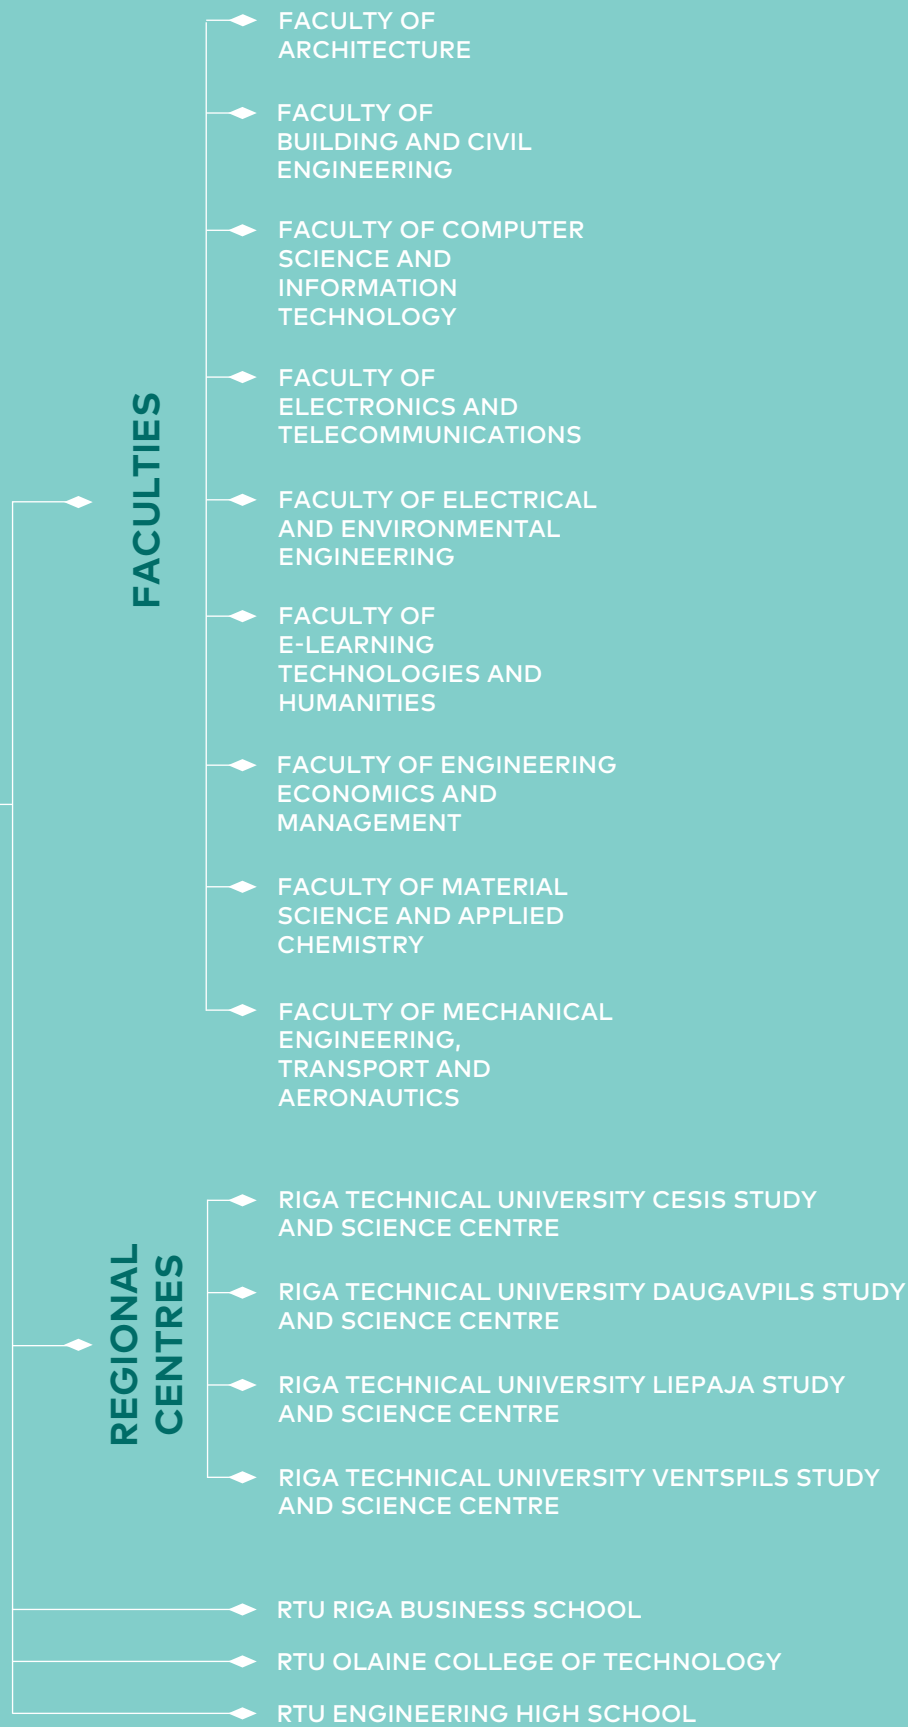 FACULTIES
FACULTY OF
ARCHITECTURE
FACULTY OF
BUILDING AND CIVIL
ENGINEERING
FACULTY OF COMPUTER
SCIENCE AND
INFORMATION
TECHNOLOGY
FACULTY OF
ELECTRONICS AND
TELECOMMUNICATIONS
FACULTY OF ELECTRICAL
AND ENVIRONMENTAL
ENGINEERING
FACULTY OF
E-LEARNING
TECHNOLOGIES AND
HUMANITIES
FACULTY OF ENGINEERING
ECONOMICS AND
MANAGEMENT
FACULTY OF MATERIAL
SCIENCE AND APPLIED
CHEMISTRY
FACULTY OF MECHANICAL
ENGINEERING,
TRANSPORT AND
AERONAUTICS
REGIONAL
CENTRES
RIGA TECHNICAL UNIVERSITY CESIS STUDY
AND SCIENCE CENTRE
RIGA TECHNICAL UNIVERSITY DAUGAVPILS STUDY
AND SCIENCE CENTRE
RIGA TECHNICAL UNIVERSITY LIEPAJA STUDY
AND SCIENCE CENTRE
RIGA TECHNICAL UNIVERSITY VENTSPILS STUDY
AND SCIENCE CENTRE
RTU RIGA BUSINESS SCHOOL
RTU OLAINE COLLEGE OF TECHNOLOGY
RTU ENGINEERING HIGH SCHOOL